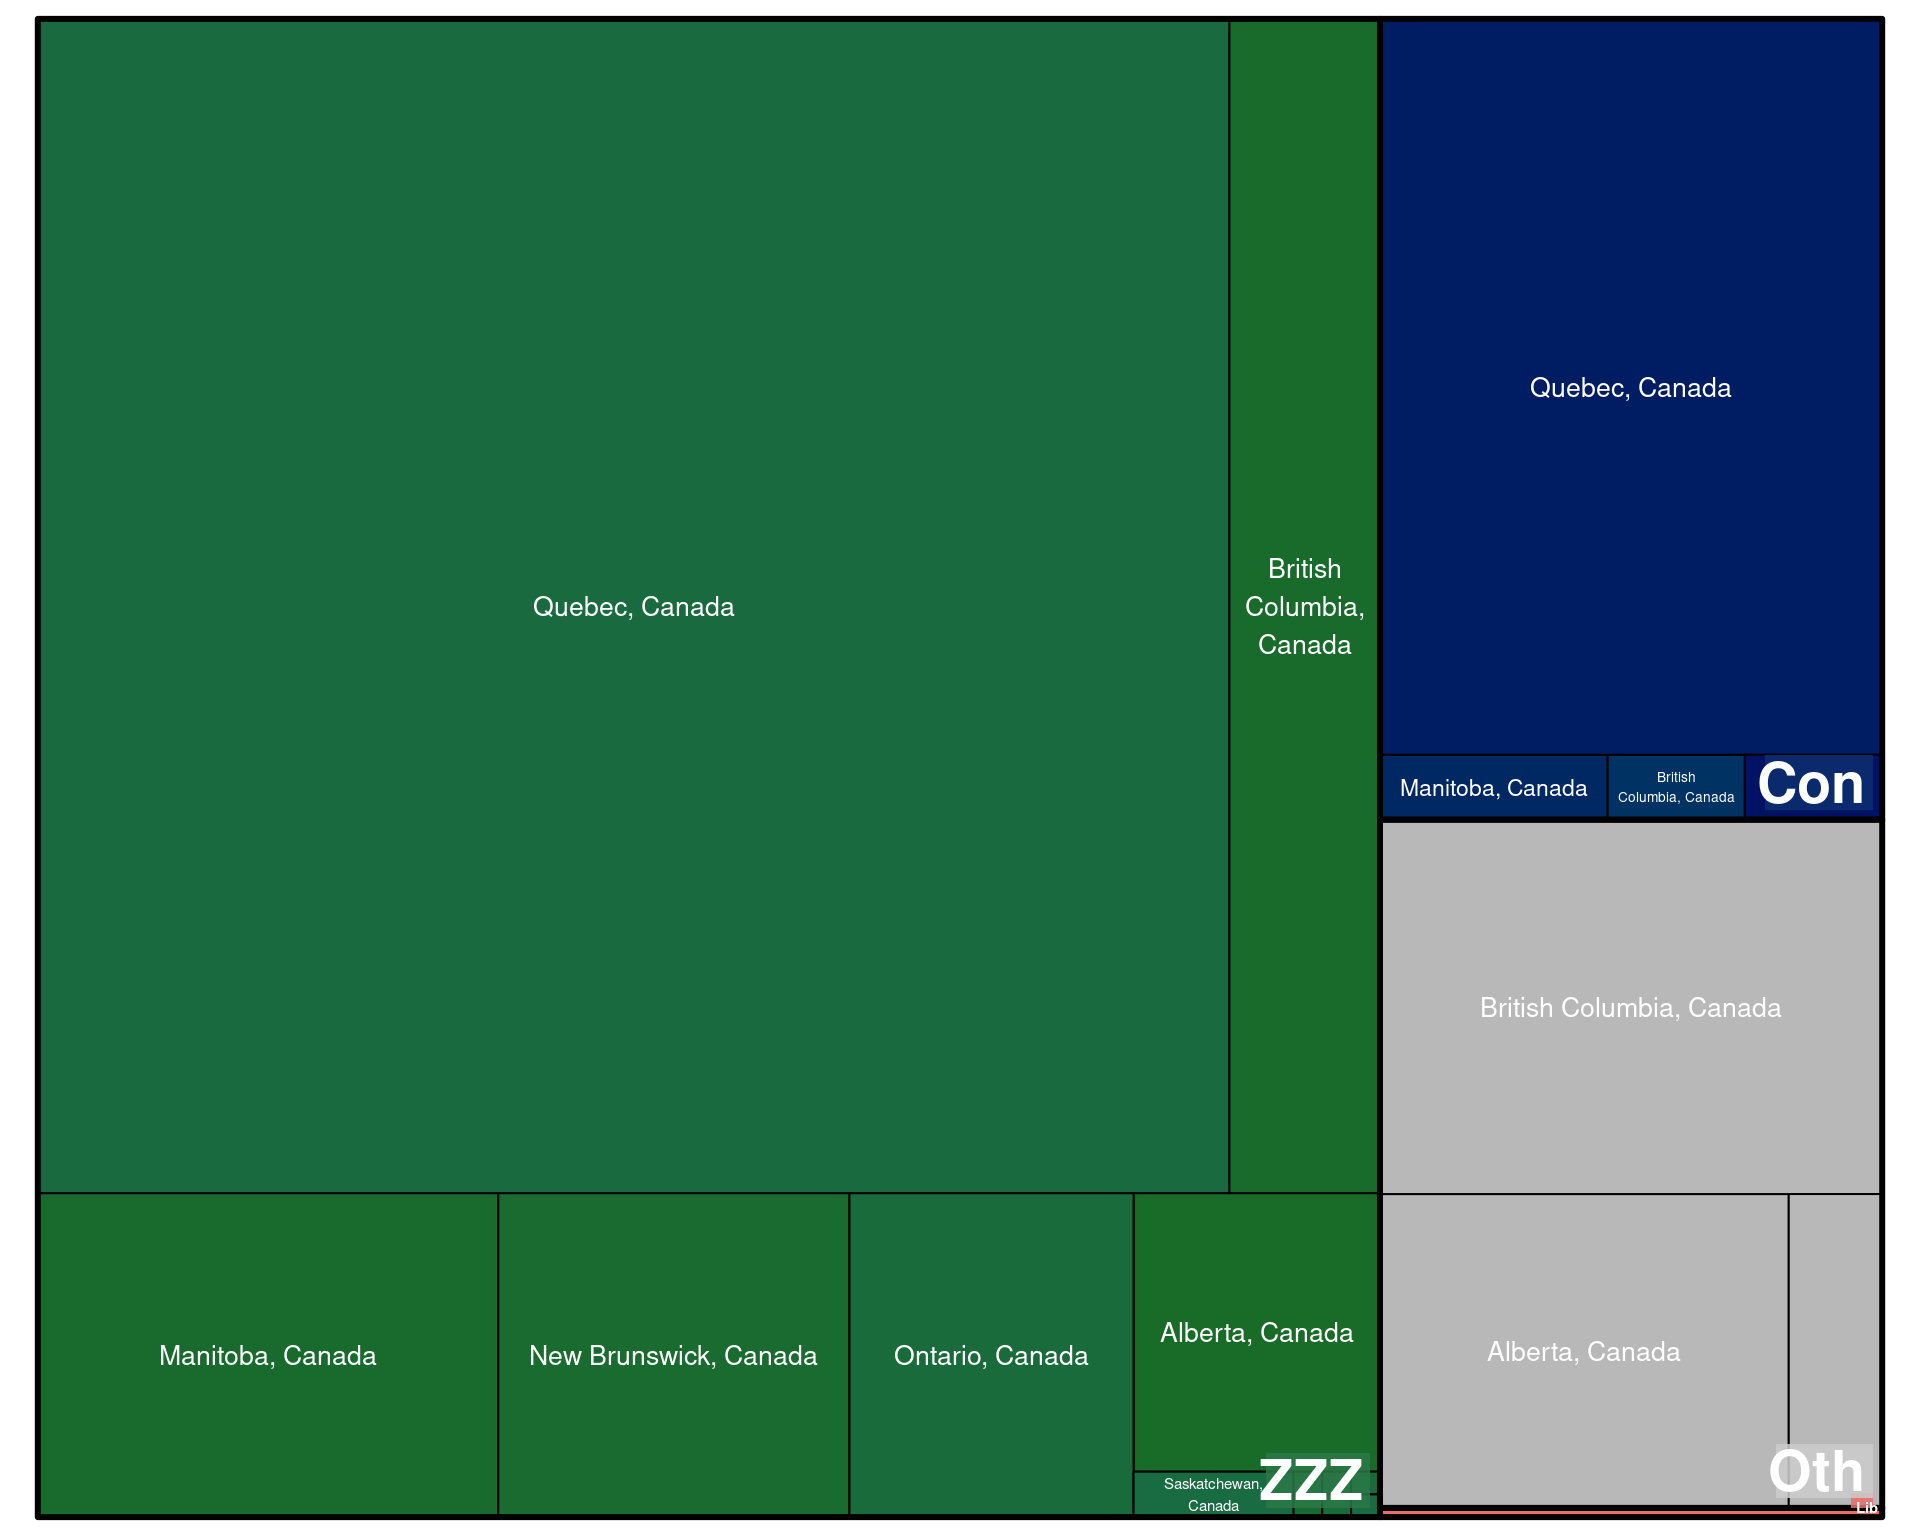 Quebec, Canada
British
Columbia,
Canada
Manitoba, Canada
New Brunswick, Canada
Ontario, Canada
Alberta, Canada
Saskatchewan,
Canada
ZZZ
Quebec, Canada
Manitoba, Canada
British
Columbia, Canada
Con
British Columbia, Canada
Alberta, Canada
Oth
Lib